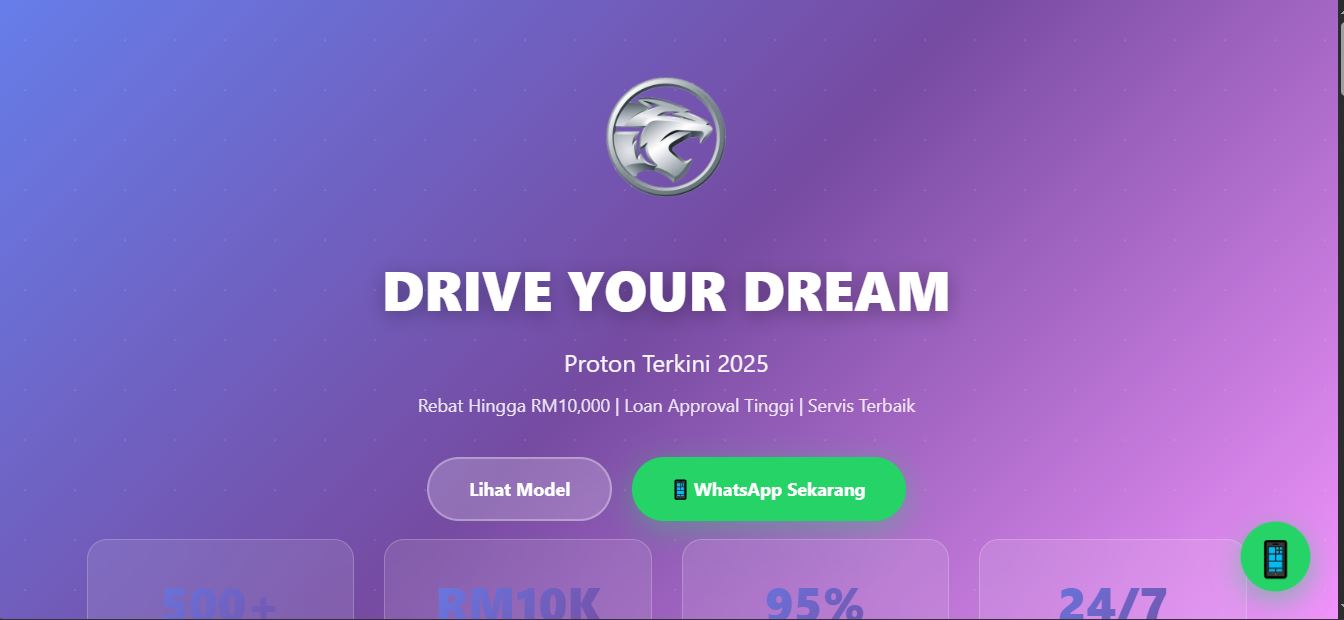 DRIVE YOUR DREAM
Proton Terkini 2025
Rebat Hingga RM10,000 | Loan Approval Tinggi | Servis Terbaik
Lihat Model
WhatsApp Sekarang
500+
RM10K
95%
24/7